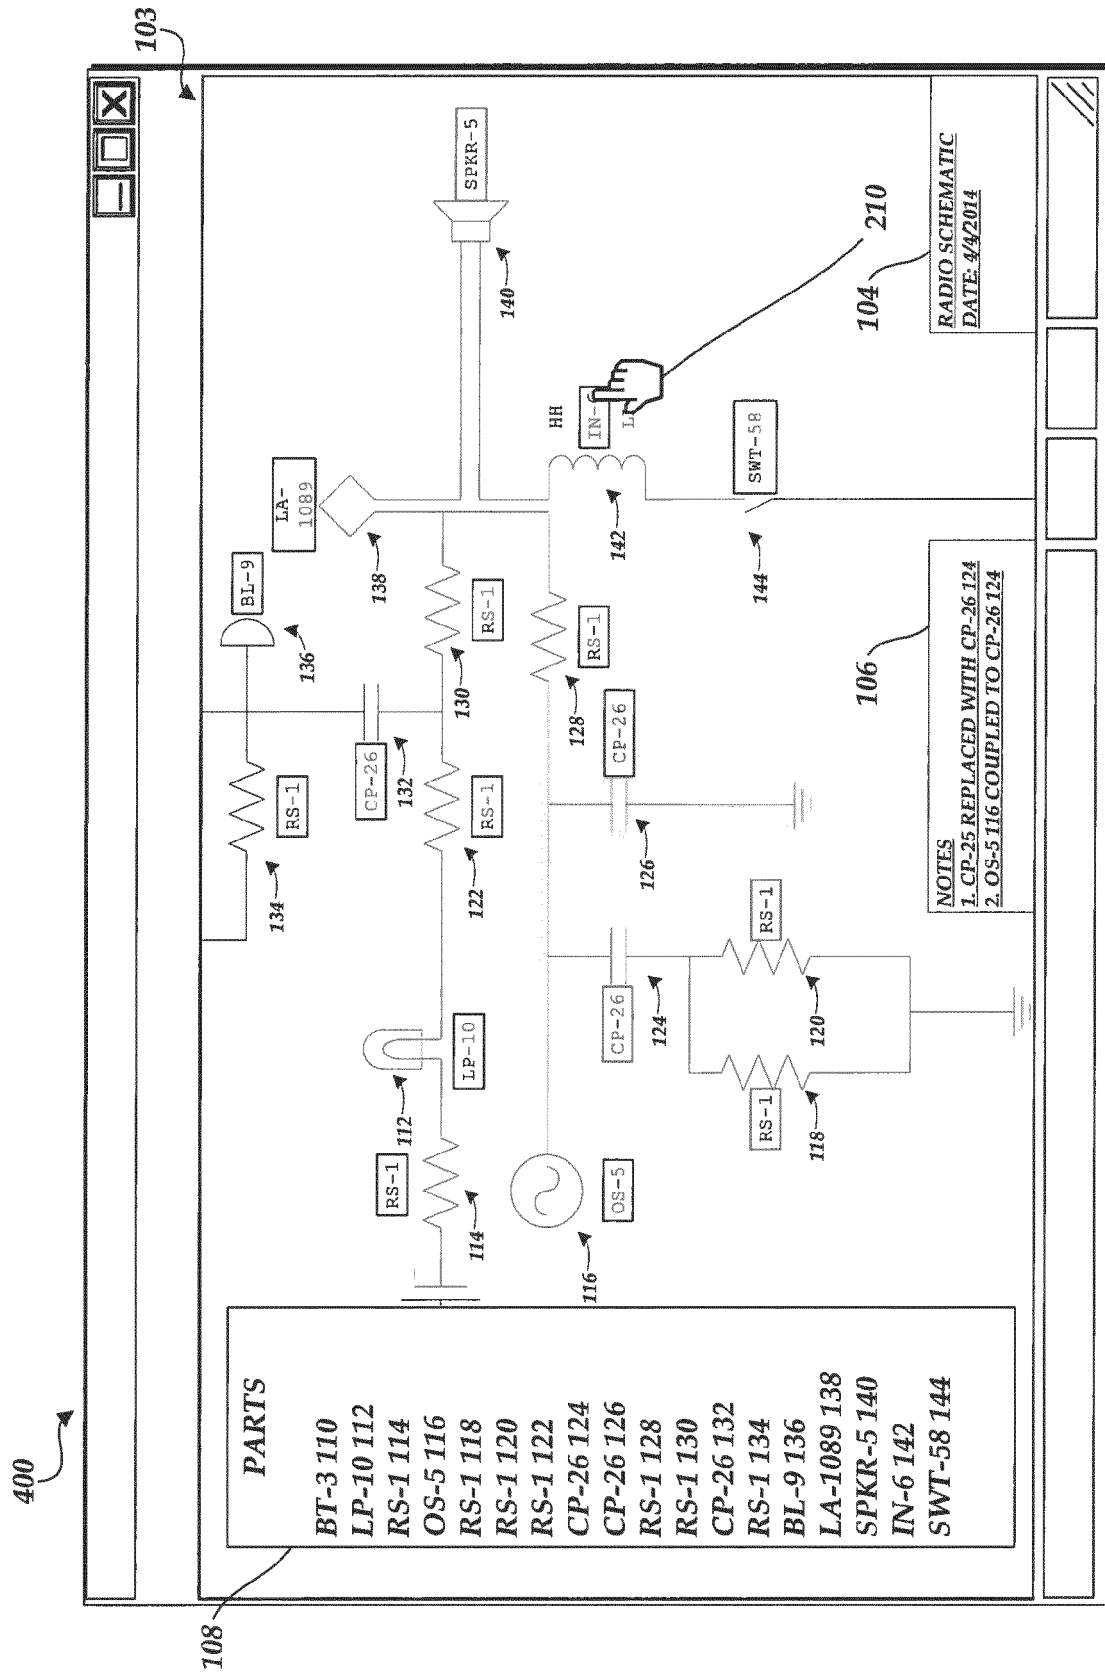 400
103
108
PARTS
BT-3 110
LP-10 112
RS-1 114
OS-5 116
RS-1 118
RS-1 120
RS-1 122
CP-26 124
CP-26 126
RS-1 128
RS-1 130
CP-26 132
RS-1 134
BL-9 136
LA-1089 138
SPKR-5 140
IN-6 142
SWT-58 144
RS-1
134
BL-9
136
LA-
1089
138
RS-1
114
112
LP-10
CP-26
132
RS-1
122
RS-1
130
SPKR-5
140
OS-5
116
CP-26
124
CP-26
126
RS-1
128
142
HH
IN-
L
210
RS-1
118
RS-1
120
SWT-58
144
106
NOTES
1. CP-25 REPLACED WITH CP-26 124
2. OS-5 116 COUPLED TO CP-26 124
104
RADIO SCHEMATIC
DATE: 4/4/2014